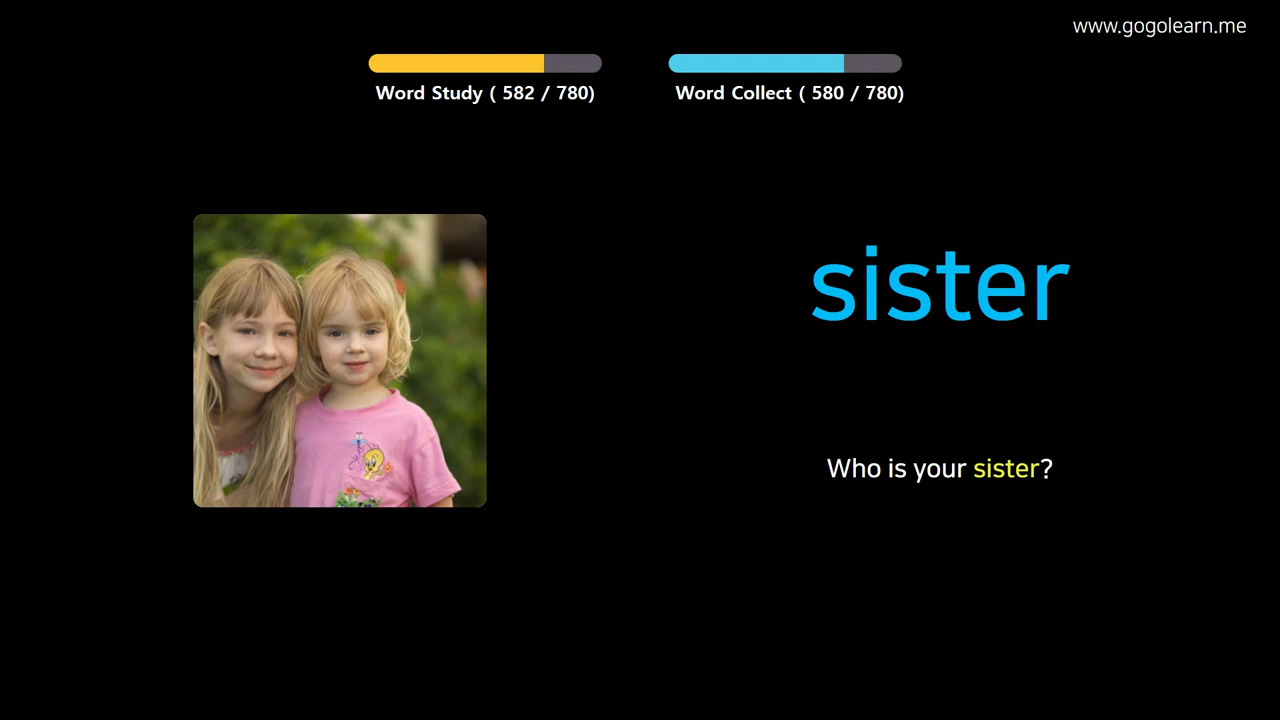 www.gogolearn.me
Word Study ( 582 / 780)
Word Collect ( 580 / 780)
sister
Who is your sister?